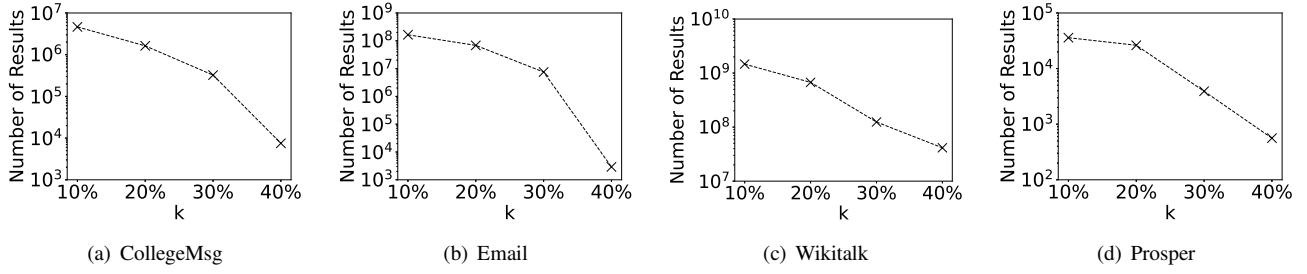 Number of Results
10^7
10^6
10^5
10^4
10^3
10% 20% 30% 40%
k
(a) CollegeMsg
Number of Results
10^9
10^8
10^7
10^6
10^5
10^4
10^3
10% 20% 30% 40%
k
(b) Email
Number of Results
10^10
10^9
10^8
10^7
10% 20% 30% 40%
k
(c) Wikitalk
Number of Results
10^5
10^4
10^3
10^2
10% 20% 30% 40%
k
(d) Prosper